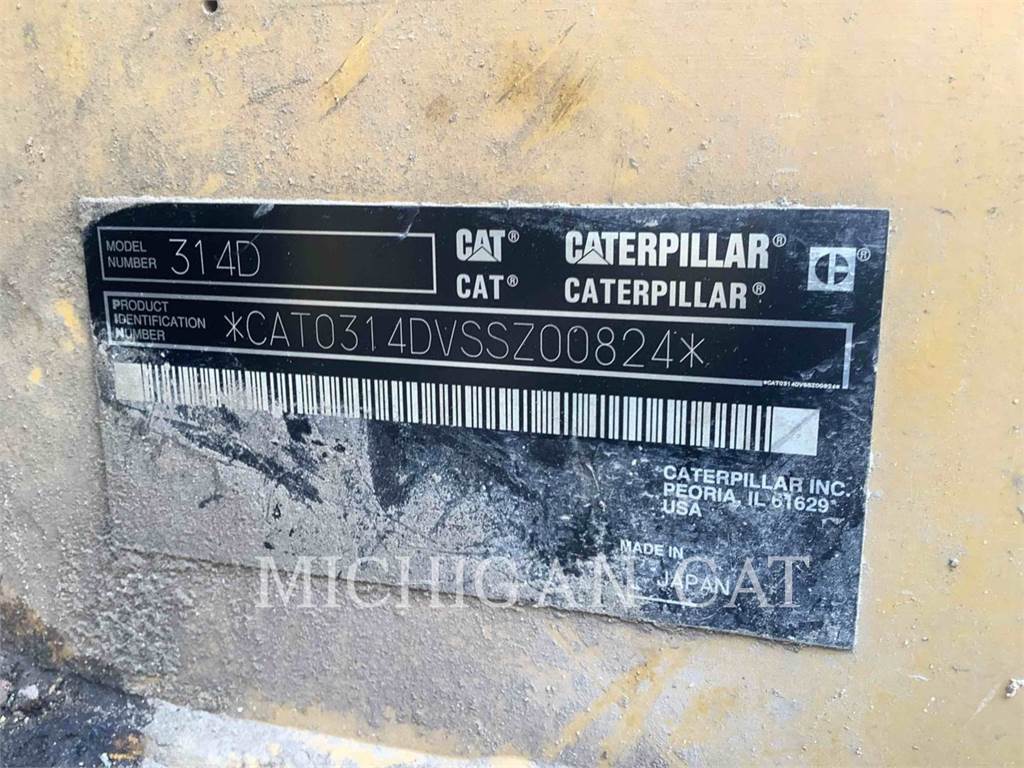 MODEL NUMBER 314D
CAT® CATERPILLAR®
CAT® CATERPILLAR®
PRODUCT IDENTIFICATION NUMBER *CAT0314DVSSZ00824*
*CAT0314DVSSZ00824*
CATERPILLAR INC.
PEORIA, IL 61629
USA
MADE IN
JAPAN
MICHIGAN CAT